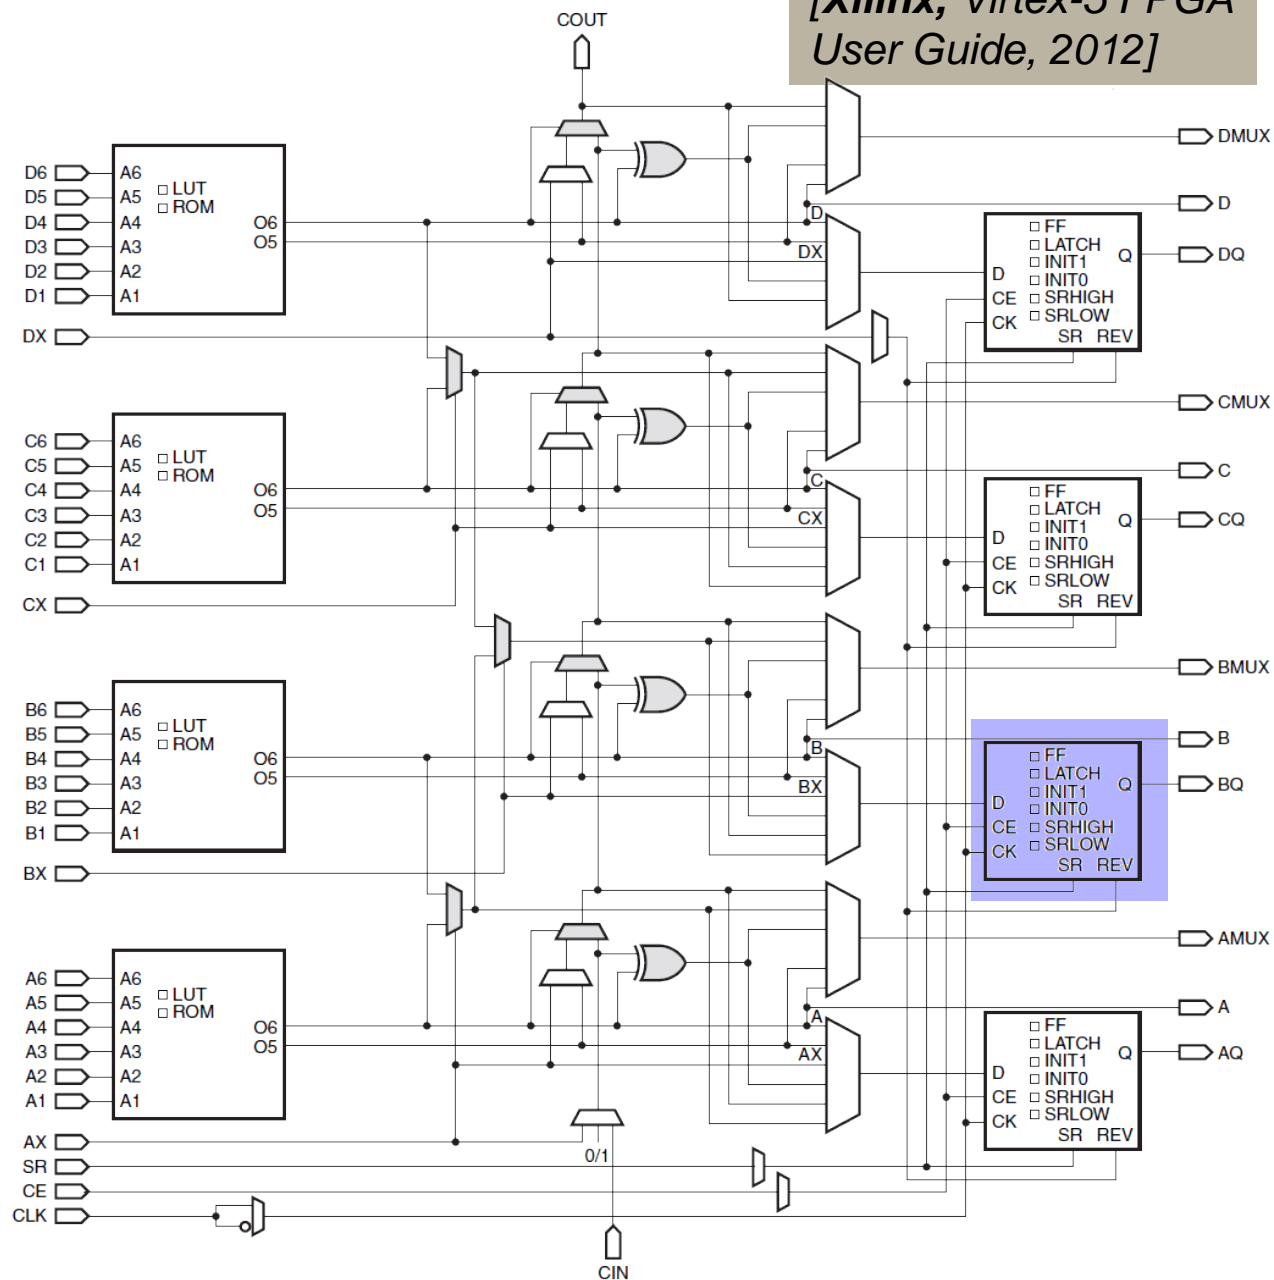 [Xilinx, Virtex-5 FPGA
User Guide, 2012]
COUT
DMUX
D6
D5
D4
D3
D2
D1
A6
A5
A4
A3
A2
A1
LUT
ROM
O6
O5
DX
D
DX
D
FF
LATCH
INIT1
INIT0
SRHIGH
SRLOW
D
CE
CK
Q
SR REV
DQ
CMUX
C6
C5
C4
C3
C2
C1
A6
A5
A4
A3
A2
A1
LUT
ROM
O6
O5
CX
C
CX
C
FF
LATCH
INIT1
INIT0
SRHIGH
SRLOW
D
CE
CK
Q
SR REV
CQ
BMUX
B6
B5
B4
B3
B2
B1
A6
A5
A4
A3
A2
A1
LUT
ROM
O6
O5
BX
B
BX
B
FF
LATCH
INIT1
INIT0
SRHIGH
SRLOW
D
CE
CK
Q
SR REV
BQ
AMUX
A6
A5
A4
A3
A2
A1
A6
A5
A4
A3
A2
A1
LUT
ROM
O6
O5
A
AX
A
FF
LATCH
INIT1
INIT0
SRHIGH
SRLOW
D
CE
CK
Q
SR REV
AQ
AX
SR
CE
CLK
0/1
CIN